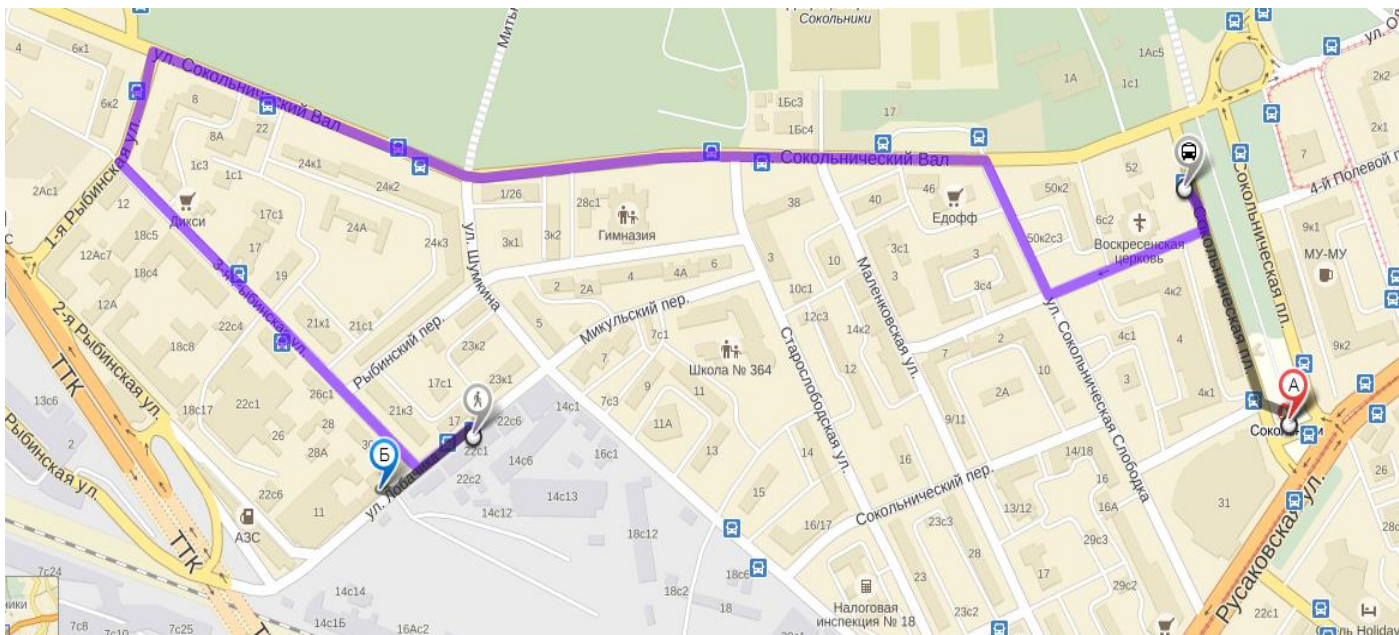 Сокольники
6к1
4
ул. Сокольнический Вал
6к2
8
8А
22
1с3
1с1
24к1
24к2
1-я Рыбинская ул.
2Ас1
12
Дикси
17с1
24А
17
24к3
19
18с5
12Ас7
18с4
12А
3-я Рыбинская ул.
22с4
21к1
21с1
18с8
2-я Рыбинская ул.
ТТК
Рыбинский пер.
ул. Шумкина
1/26
3к1
3к2
28с1
Гимназия
2
2А
4
4А
6
5
Микульский пер.
7с1
7
Школа № 364
9
11
7с3
11А
13
23к2
17с1
23к1
21к3
17
22с6
14с1
22с1
22с2
14с6
16с1
14с13
14с12
18с12
Б
ул. Лобачика
26с1
22с1
28
26
28А
18с17
22с6
11
АЗС
13с6
2
Рыбинская ул.
ТТК
7с24
7с8
7с10
7с25
14с14
14с1Б
16Ас2
18с2
18
18с6
1Бс3
1Бс4
17
1А
1Ас5
1с1
ул. Сокольнический Вал
38
40
46
Едофф
50к2
50к2с3
52
6с2
Воскресенская церковь
3
10
10с1
12с3
14к2
12
3с1
3
3
3с4
Маленковская ул.
Старослободская ул.
7
2
10
2А
9/11
14
15
16
16/17
Сокольнический пер.
13/12
14/18
16А
29с3
29с2
17
23с3
28
23
23с2
Налоговая
инспекция № 18
ул. Сокольническая Слободка
4с1
3
4к2
4
4к1
Сокольническая пл.
Сокольническая пл.
А
31
Русаковская ул.
7
2к1
2к2
9к1
МУ-МУ
9к2
22с1